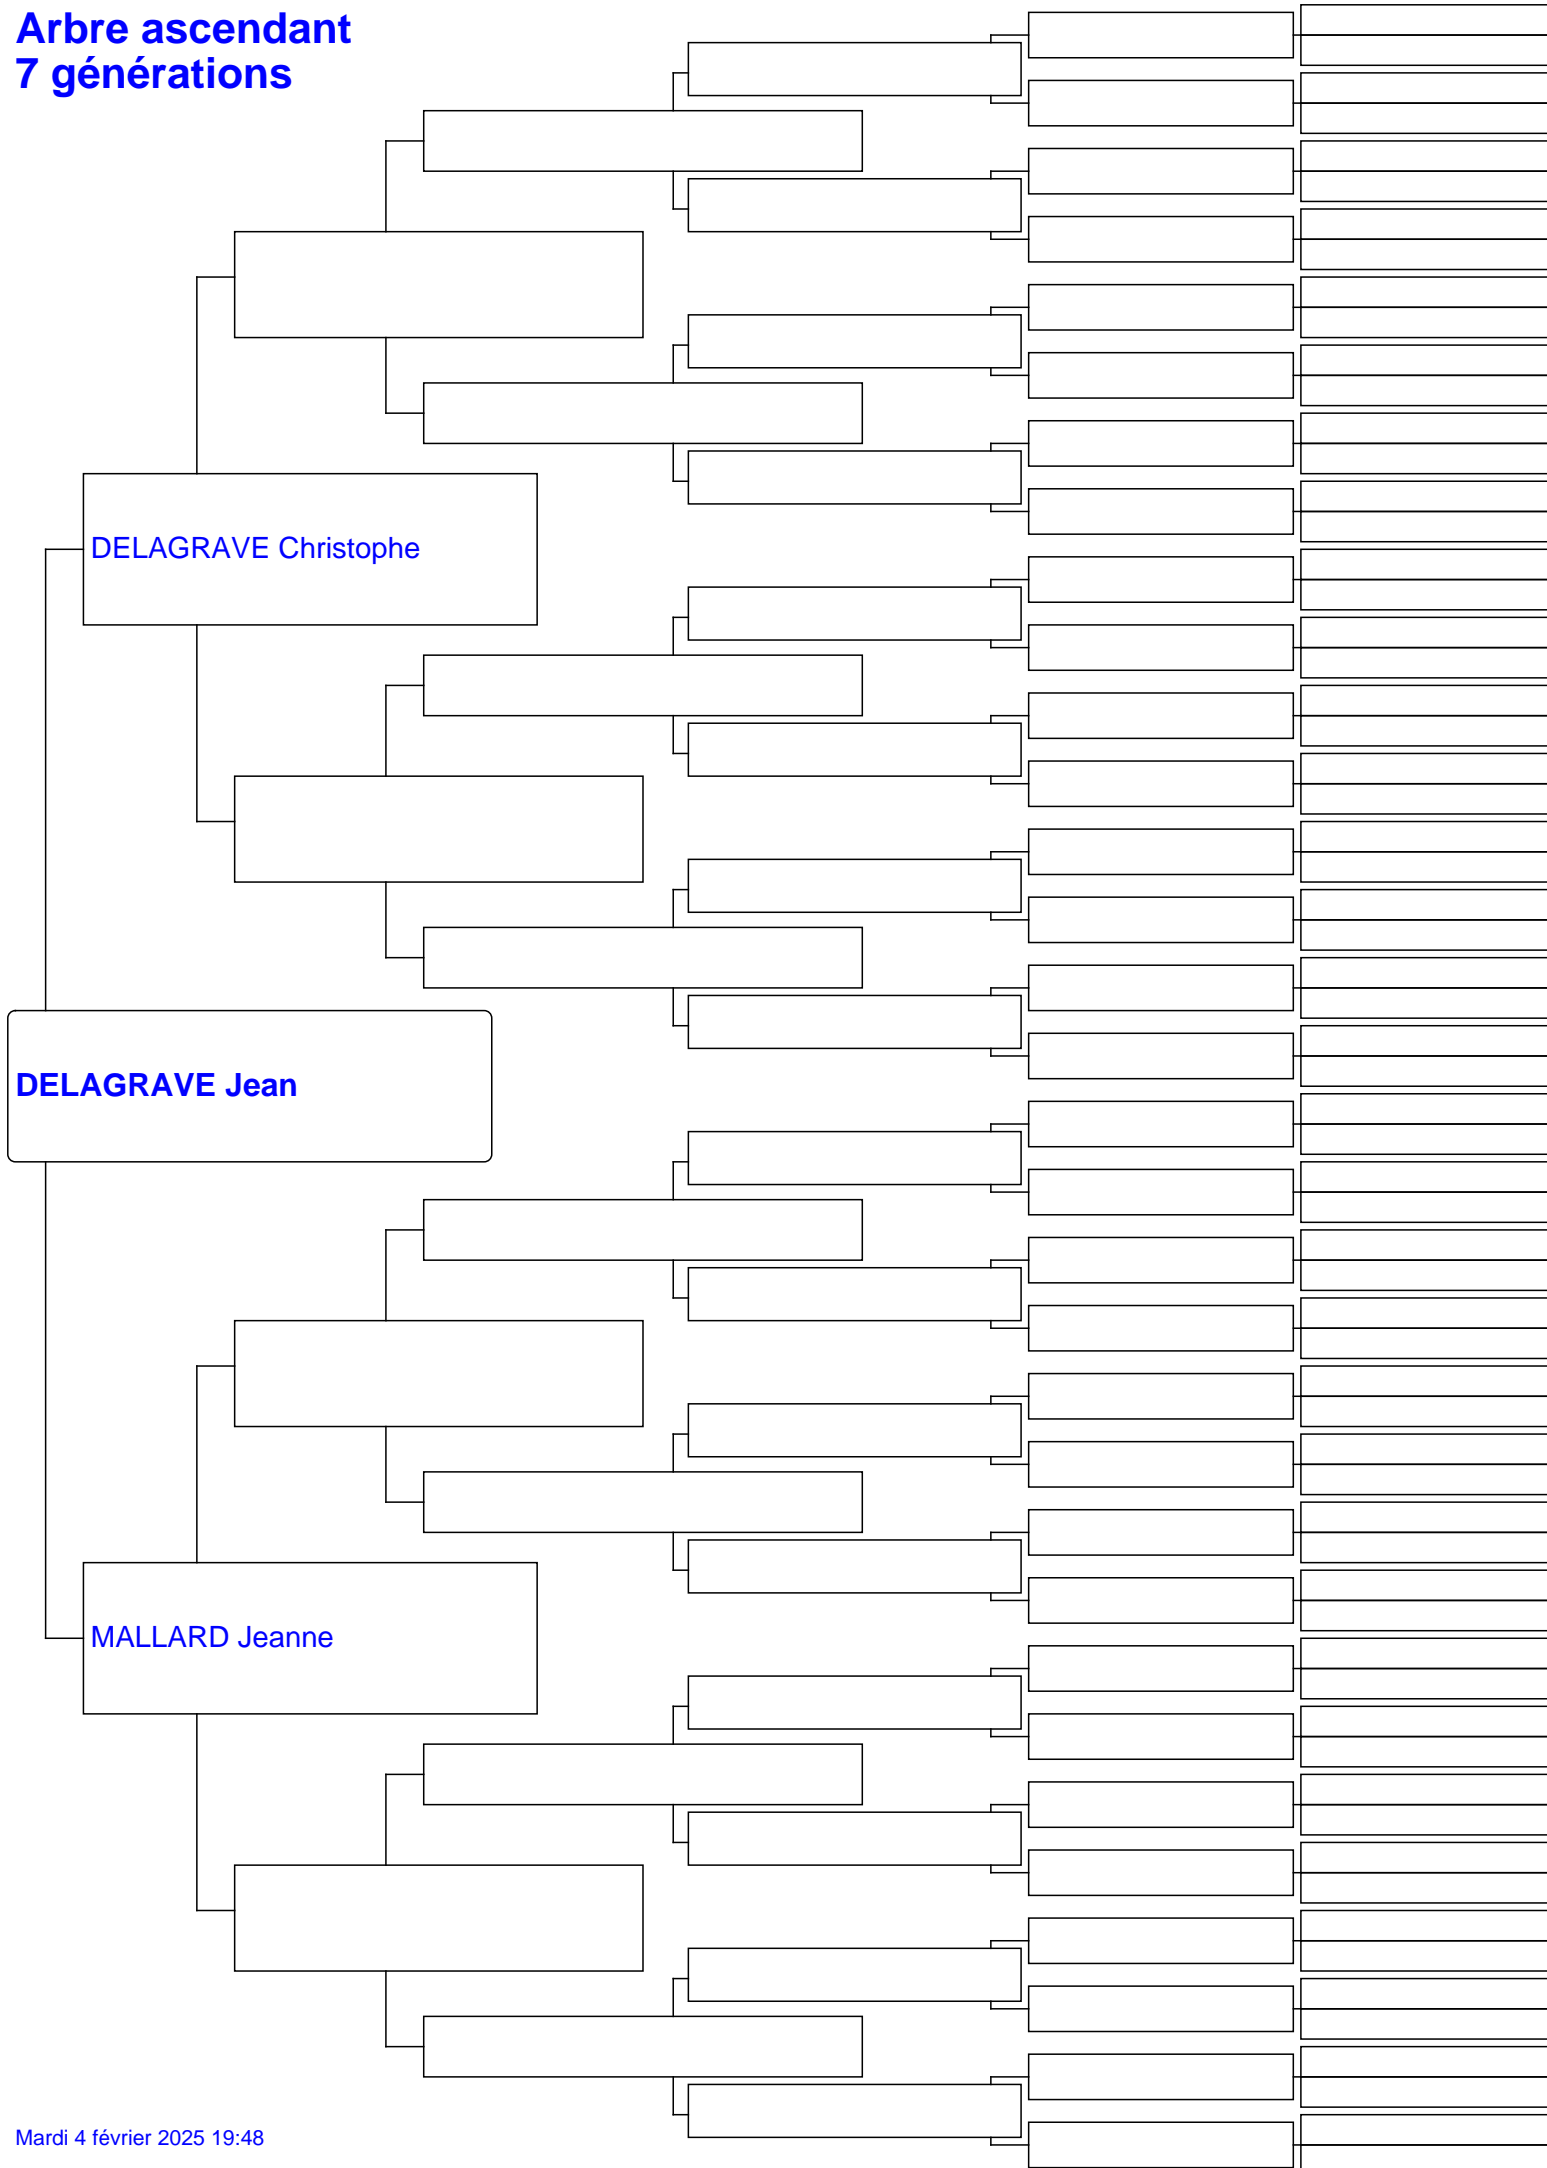 Arbre ascendant
7 générations
DELAGRAVE Christophe
DELAGRAVE Jean
MALLARD Jeanne
Mardi 4 février 2025 19:48